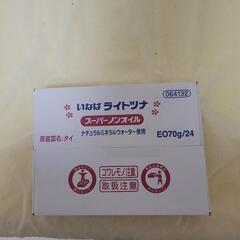 064132
いなば ライトツナ
スーパーノンオイル
ナチュラルミネラルウォーター使用
原産国名：タイ
EO70g/24
コワレモノ注意
取扱注意